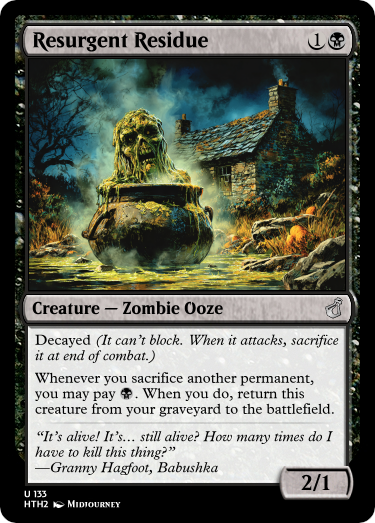 Resurgent Residue 1
Creature — Zombie Ooze
Decayed (It can't block. When it attacks, sacrifice
it at end of combat.)
Whenever you sacrifice another permanent,
you may pay . When you do, return this
creature from your graveyard to the battlefield.
"It's alive! It's… still alive? How many times do I
have to kill this thing?"
—Granny Hagfoot, Babushka
2/1
U 133
HTH2 Midjourney